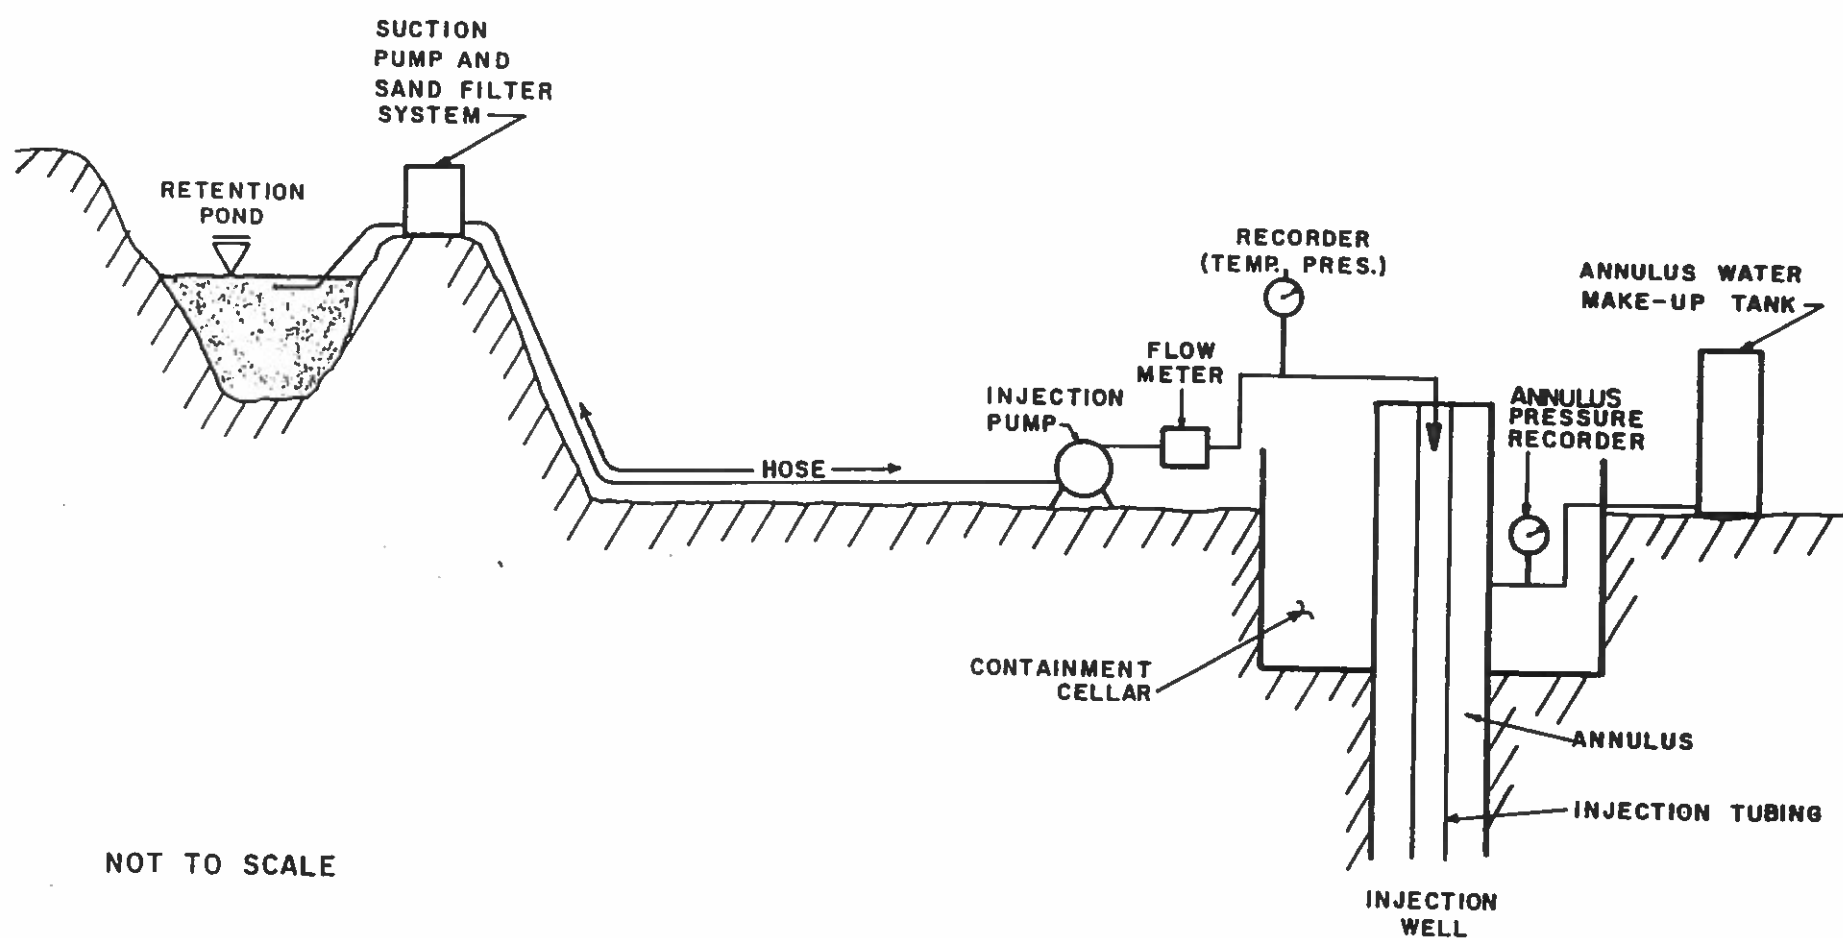 SUCTION
PUMP AND
SAND FILTER
SYSTEM
RETENTION
POND
RECORDER
(TEMP. PRES.)
ANNULUS WATER
MAKE-UP TANK
FLOW
METER
INJECTION
PUMP
ANNULUS
PRESSURE
RECORDER
HOSE
CONTAINMENT
CELLAR
ANNULUS
INJECTION TUBING
NOT TO SCALE
INJECTION
WELL